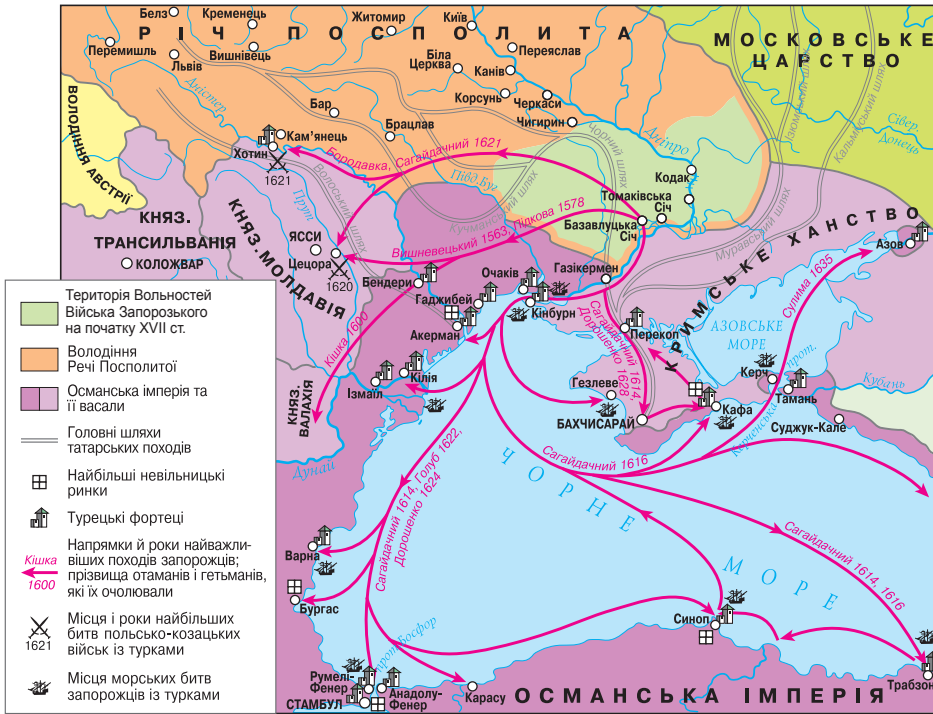 РІЧ ПОСПОЛИТА
МОСКОВСЬКЕ
ЦАРСТВО
Белз
Кременець
Житомир
Київ
Перемишль
Львів
Вишнівець
Біла
Церква
Канів
Переяслав
Корсунь
Черкаси
Чигирин
Бар
Брацлав
Дністер
Кам'янець
Хотин
1621
ВОЛОДІННЯ
АВСТРІЇ
КНЯЗ.
ТРАНСИЛЬВАНІЯ
КОЛОЖВАР
КНЯЗ. МОЛДАВІЯ
Прут
Волоський шлях
ЯССИ
Цецора
1620
Бородавка, Сагайдачний 1621
Півд.Буг
Кучманський шлях
Чорний шлях
Дніпро
Ізюмський шлях
Кальміуський шлях
Сівер.
Донець
Кодак
Томаківська
Січ
Базавлуцька
Січ
Вишневецький 1563, Підкова 1578
Муравський шлях
КРИМСЬКЕ ХАНСТВО
Азов
Бендери
Гаджибей
Очаків
Кінбурн
Газікермен
Акерман
Кішка 1600
Кілія
Ізмаїл
КНЯЗ.
ВАЛАХІЯ
Дунай
Сагайдачний 1614,
Дорошенко 1628
Перекоп
АЗОВСЬКЕ
МОРЕ
Сулима 1635
Гезлеве
БАХЧИСАРАЙ
Кафа
Керч
Керченська прот.
Тамань
Кубань
Суджук-Кале
Сагайдачний 1616
ЧОРНЕ МОРЕ
Сагайдачний 1614, Голуб 1622,
Дорошенко 1624
Сагайдачний 1614, 1616
Варна
Бургас
Синоп
Трабзон
прот. Босфор
Румелі-
Фенер
СТАМБУЛ
Анадолу-
Фенер
Карасу
ОСМАНСЬКА ІМПЕРІЯ
Територія Вольностей
Війська Запорозького
на початку XVII ст.
Володіння
Речі Посполитої
Османська імперія та
її васали
Головні шляхи
татарських походів
Найбільші невільницькі
ринки
Турецькі фортеці
Кішка
1600
Напрямки й роки найважли-
віших походів запорожців;
прізвища отаманів і гетьманів,
які їх очолювали
1621
Місця і роки найбільших
битв польсько-козацьких
військ із турками
Місця морських битв
запорожців із турками